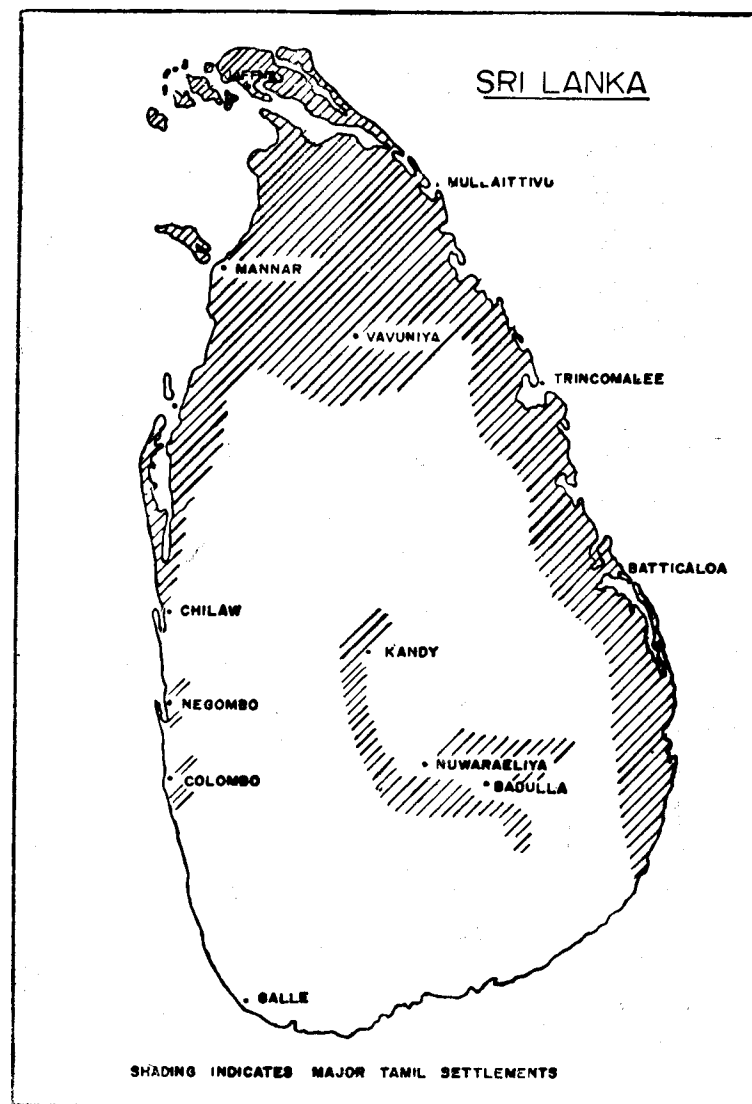 SRI LANKA
MULLAITTIVU
MANNAR
VAVUNIYA
TRINCOMALEE
BATTICALOA
CHILAW
KANDY
NEGOMBO
NUWARAELIYA
COLOMBO
BADULLA
GALLE
SHADING INDICATES MAJOR TAMIL SETTLEMENTS